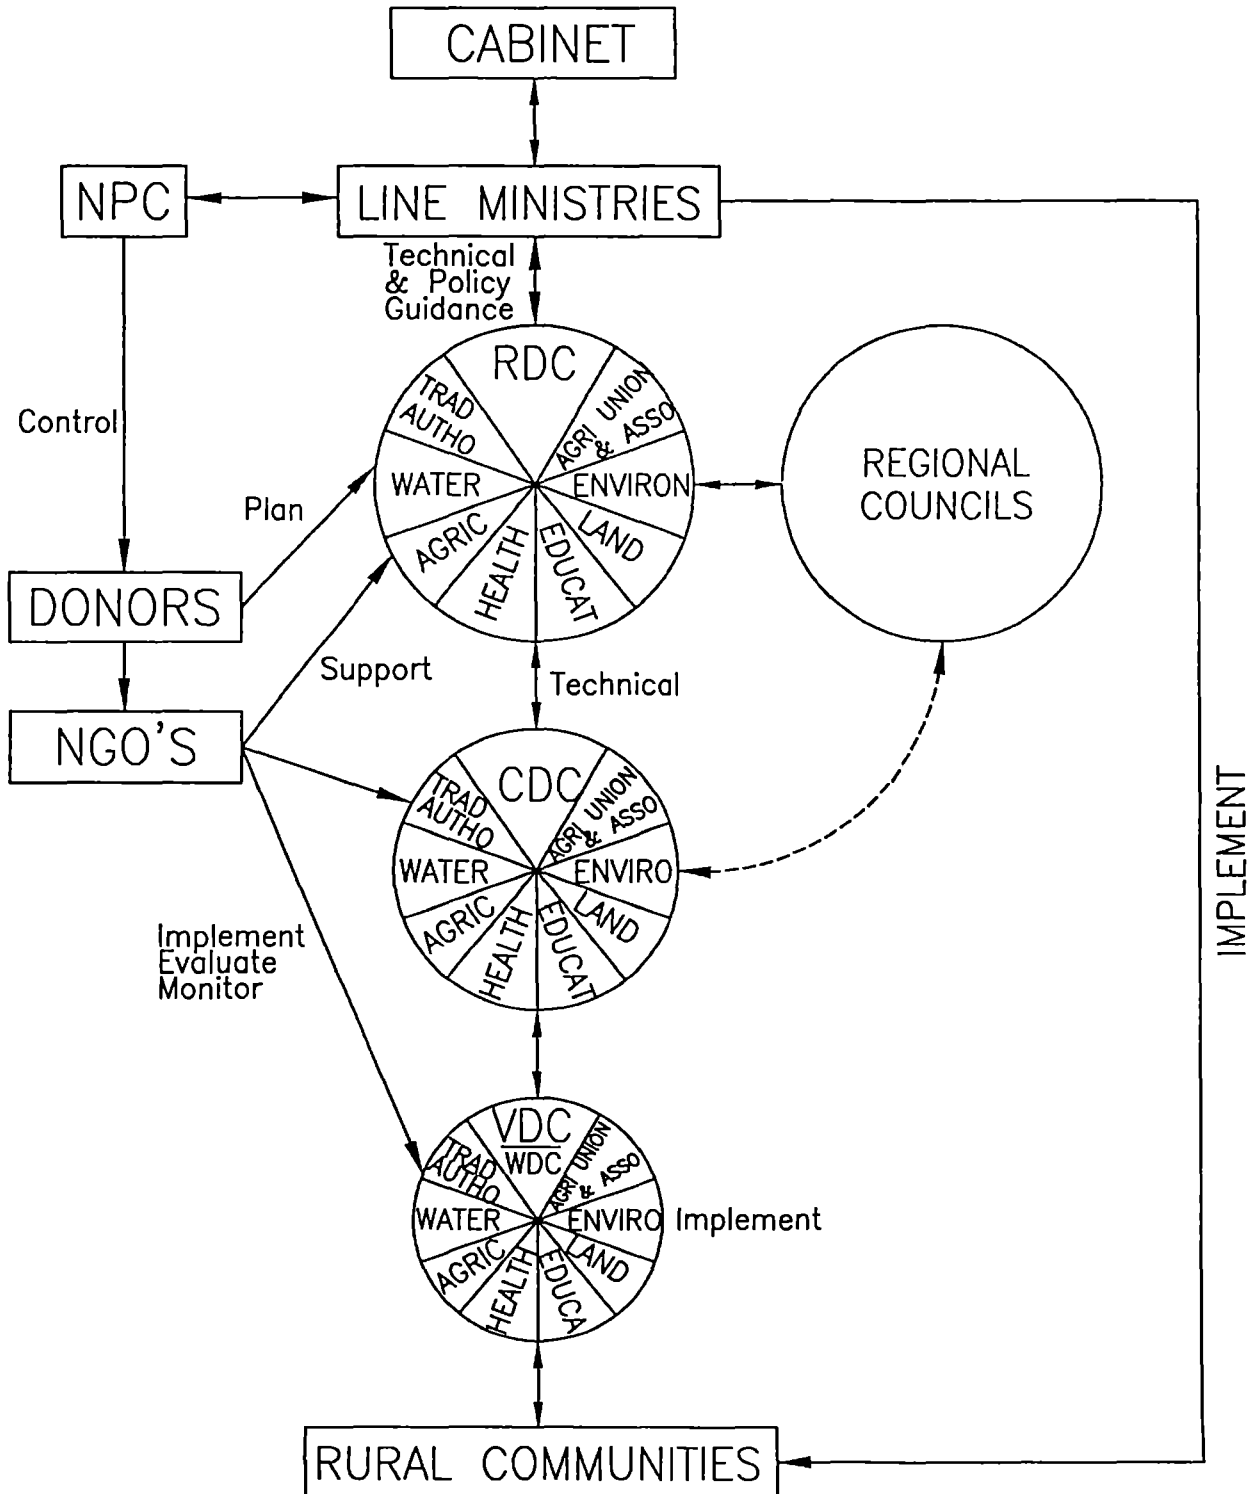 CABINET
NPC
LINE MINISTRIES
Technical
& Policy
Guidance
Control
RDC
TRAD
AUTHO
AGRI UNION
& ASSO
WATER
ENVIRON
AGRIC
LAND
HEALTH
EDUCAT
REGIONAL
COUNCILS
Plan
DONORS
Support
Technical
NGO'S
CDC
TRAD
AUTHO
AGRI UNION
& ASSO
WATER
ENVIRO
AGRIC
LAND
HEALTH
EDUCAT
IMPLEMENT
Implement
Evaluate
Monitor
VDC
WDC
TRAD
AUTHO
AGRI UNION
& ASSO
WATER
ENVIRO
Implement
AGRIC
LAND
HEALTH
EDUCA
RURAL COMMUNITIES